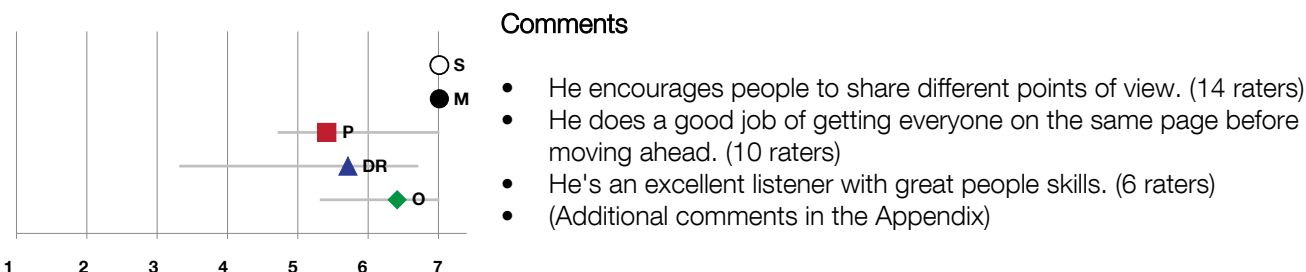 S
M
P
DR
O
1 2 3 4 5 6 7
Comments
• He encourages people to share different points of view. (14 raters)
• He does a good job of getting everyone on the same page before
moving ahead. (10 raters)
• He's an excellent listener with great people skills. (6 raters)
• (Additional comments in the Appendix)